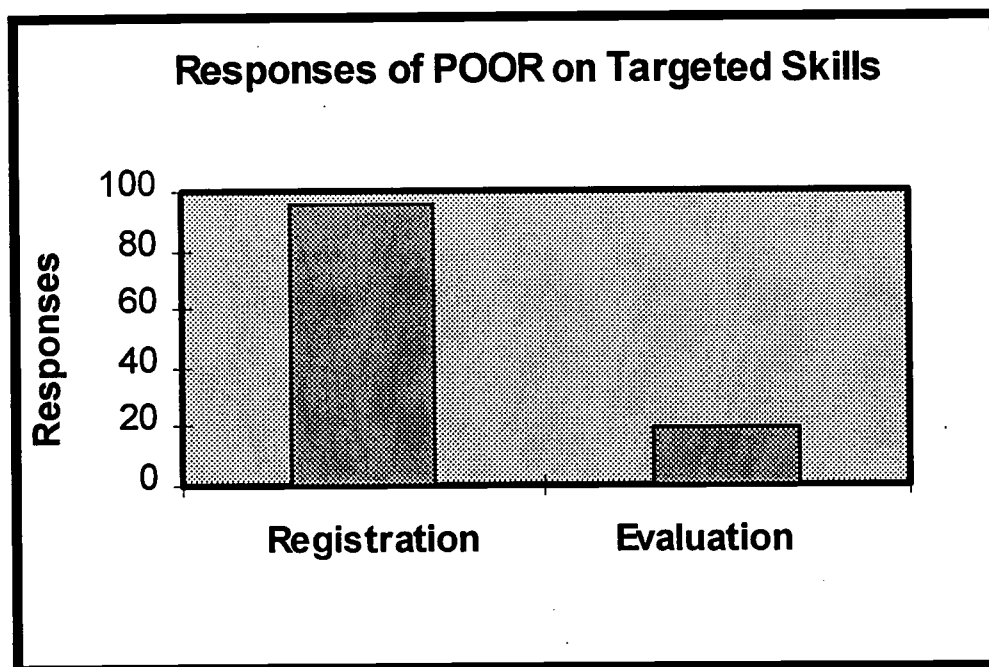 Responses of POOR on Targeted Skills
100
80
60
40
20
0
Responses
Registration Evaluation